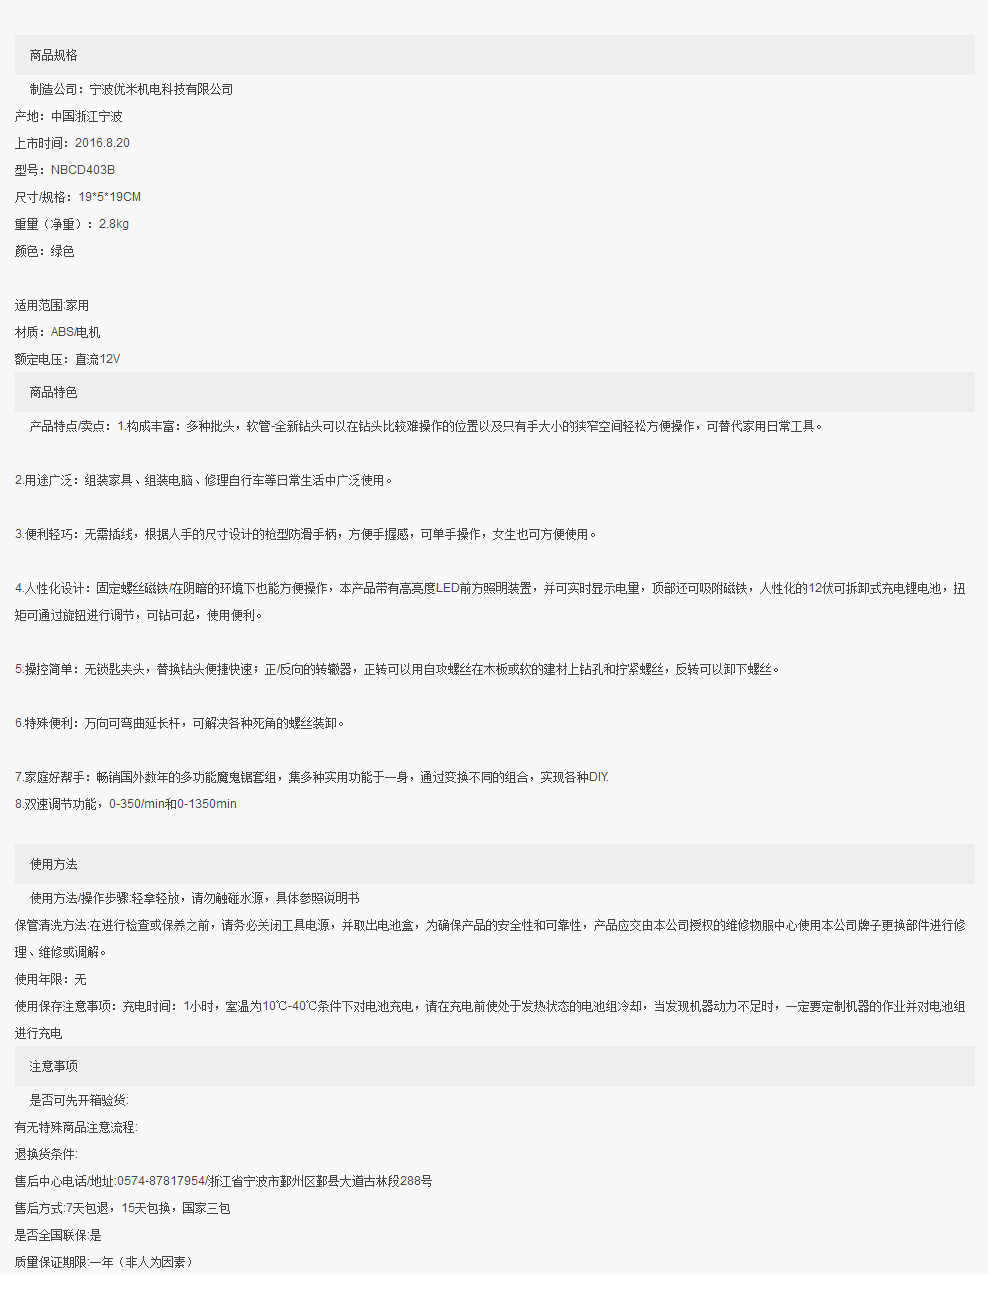 商品规格
制造公司：宁波优米机电科技有限公司
产地：中国浙江宁波
上市时间：2016.8.20
型号：NBCD403B
尺寸/规格：19*5*19CM
重量（净重）：2.8kg
颜色：绿色
适用范围:家用
材质：ABS/电机
额定电压：直流12V
商品特色
产品特点/卖点：1.构成丰富：多种批头，软管-全新钻头可以在钻头比较难操作的位置以及只有手大小的狭窄空间轻松方便操作，可替代家用日常工具。
2.用途广泛：组装家具、组装电脑、修理自行车等日常生活中广泛使用。
3.便利轻巧：无需插线，根据人手的尺寸设计的枪型防滑手柄，方便手握感，可单手操作，女生也可方便使用。
4.人性化设计：固定螺丝磁铁/在阴暗的环境下也能方便操作，本产品带有高亮度LED前方照明装置，并可实时显示电量，顶部还可吸附磁铁，人性化的12伏可拆卸式充电锂电池，扭
矩可通过旋钮进行调节，可钻可起，使用便利。
5.操控简单：无锁匙夹头，替换钻头便捷快速；正/反向的转辙器，正转可以用自攻螺丝在木板或软的建材上钻孔和拧紧螺丝，反转可以卸下螺丝。
6.特殊便利：万向可弯曲延长杆，可解决各种死角的螺丝装卸。
7.家庭好帮手：畅销国外数年的多功能魔鬼锯套组，集多种实用功能于一身，通过变换不同的组合，实现各种DIY.
8.双速调节功能，0-350/min和0-1350min
使用方法
使用方法/操作步骤:轻拿轻放，请勿触碰水源，具体参照说明书
保管清洗方法:在进行检查或保养之前，请务必关闭工具电源，并取出电池盒，为确保产品的安全性和可靠性，产品应交由本公司授权的维修物服中心使用本公司牌子更换部件进行修
理、维修或调解。
使用年限：无
使用保存注意事项：充电时间：1小时，室温为10℃-40℃条件下对电池充电，请在充电前使处于发热状态的电池组冷却，当发现机器动力不足时，一定要定制机器的作业并对电池组
进行充电
注意事项
是否可先开箱验货:
有无特殊商品注意流程:
退换货条件:
售后中心电话/地址:0574-87817954/浙江省宁波市鄞州区鄞县大道古林段288号
售后方式:7天包退，15天包换，国家三包
是否全国联保:是
质量保证期限:一年（非人为因素）